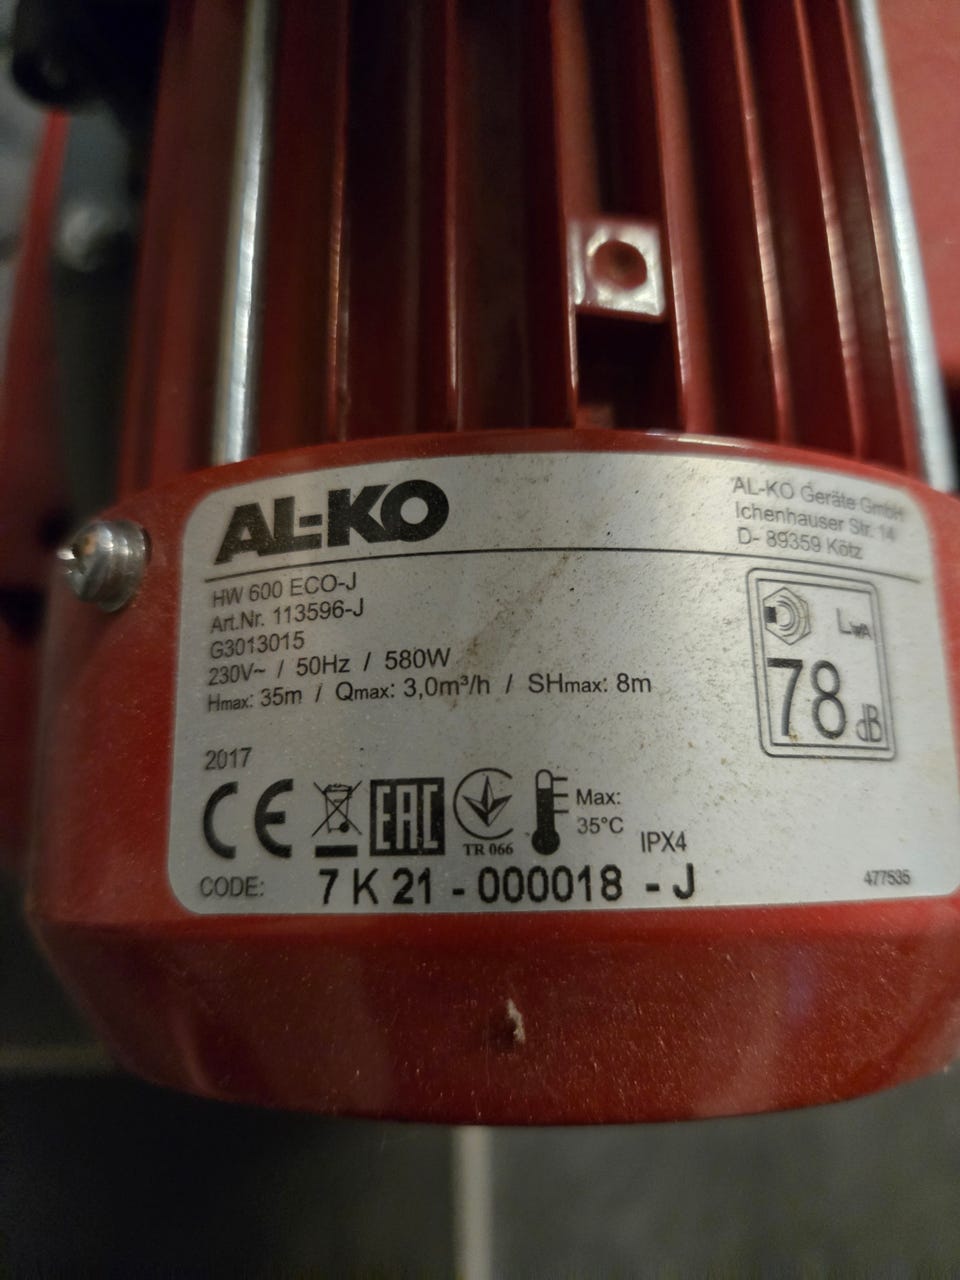 AL-KO
AL-KO Geräte GmbH
Ichenhauser Str. 14
D- 89359 Kötz
HW 600 ECO-J
Art.Nr. 113596-J
G3013015
230V~ / 50Hz / 580W
Hmax: 35m / Qmax: 3,0m³/h / SHmax: 8m
LWA
78 dB
2017
CE
EAC
TR 066
Max:
35°C
IPX4
CODE: 7 K 21 - 000018 - J
477535